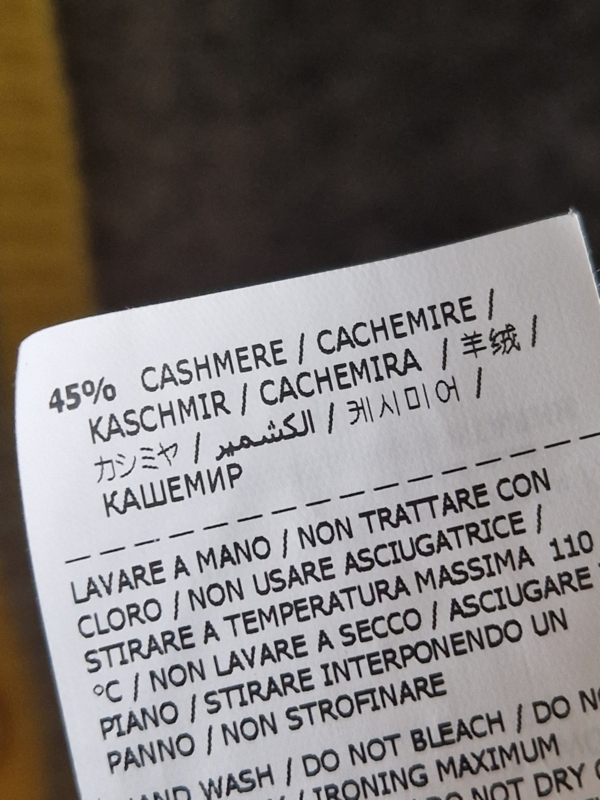 45% CASHMERE / CACHEMIRE /
KASCHMIR / CACHEMIRA / 羊绒 /
カシミヤ / الكشمير / 케시미어 /
КАШЕМИР
LAVARE A MANO / NON TRATTARE CON
CLORO / NON USARE ASCIUGATRICE /
STIRARE A TEMPERATURA MASSIMA 110
°C / NON LAVARE A SECCO / ASCIUGARE
PIANO / STIRARE INTERPONENDO UN
PANNO / NON STROFINARE
HAND WASH / DO NOT BLEACH / DO
/ IRONING MAXIMUM
DO NOT DRY